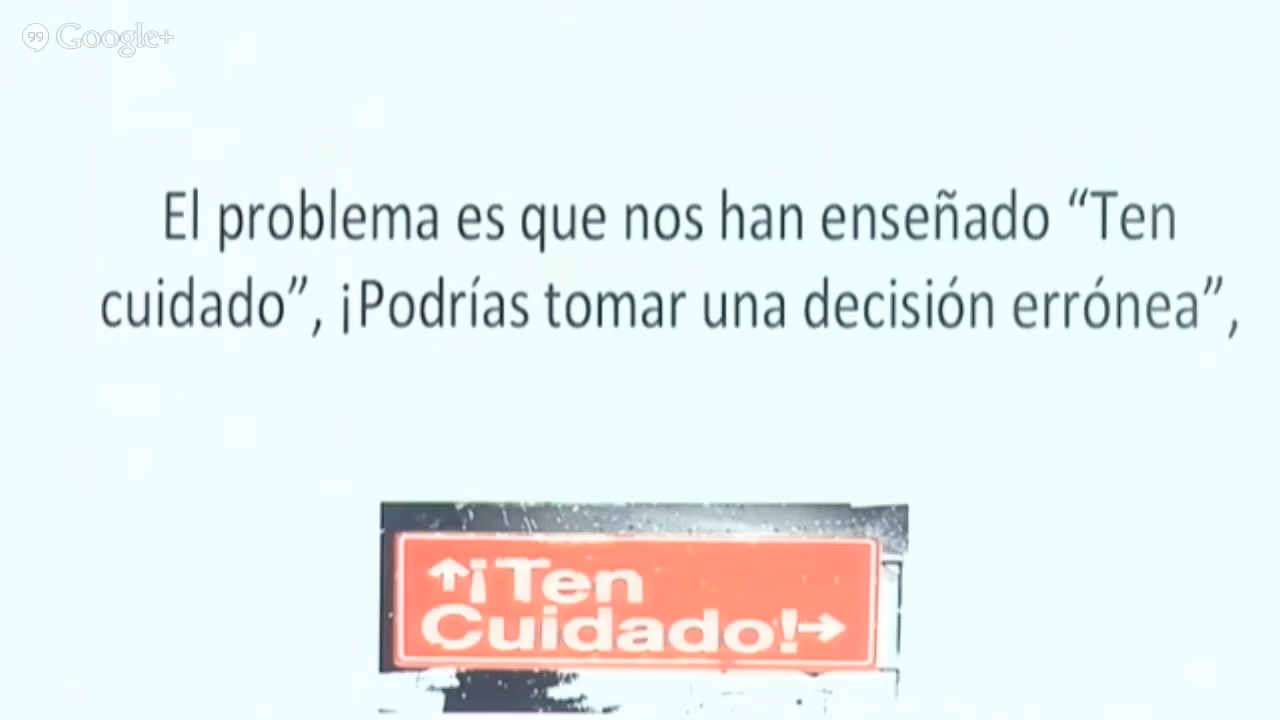 Google+
El problema es que nos han enseñado “Ten
cuidado”, ¡Podrías tomar una decisión errónea”,
↑¡Ten
Cuidado!→